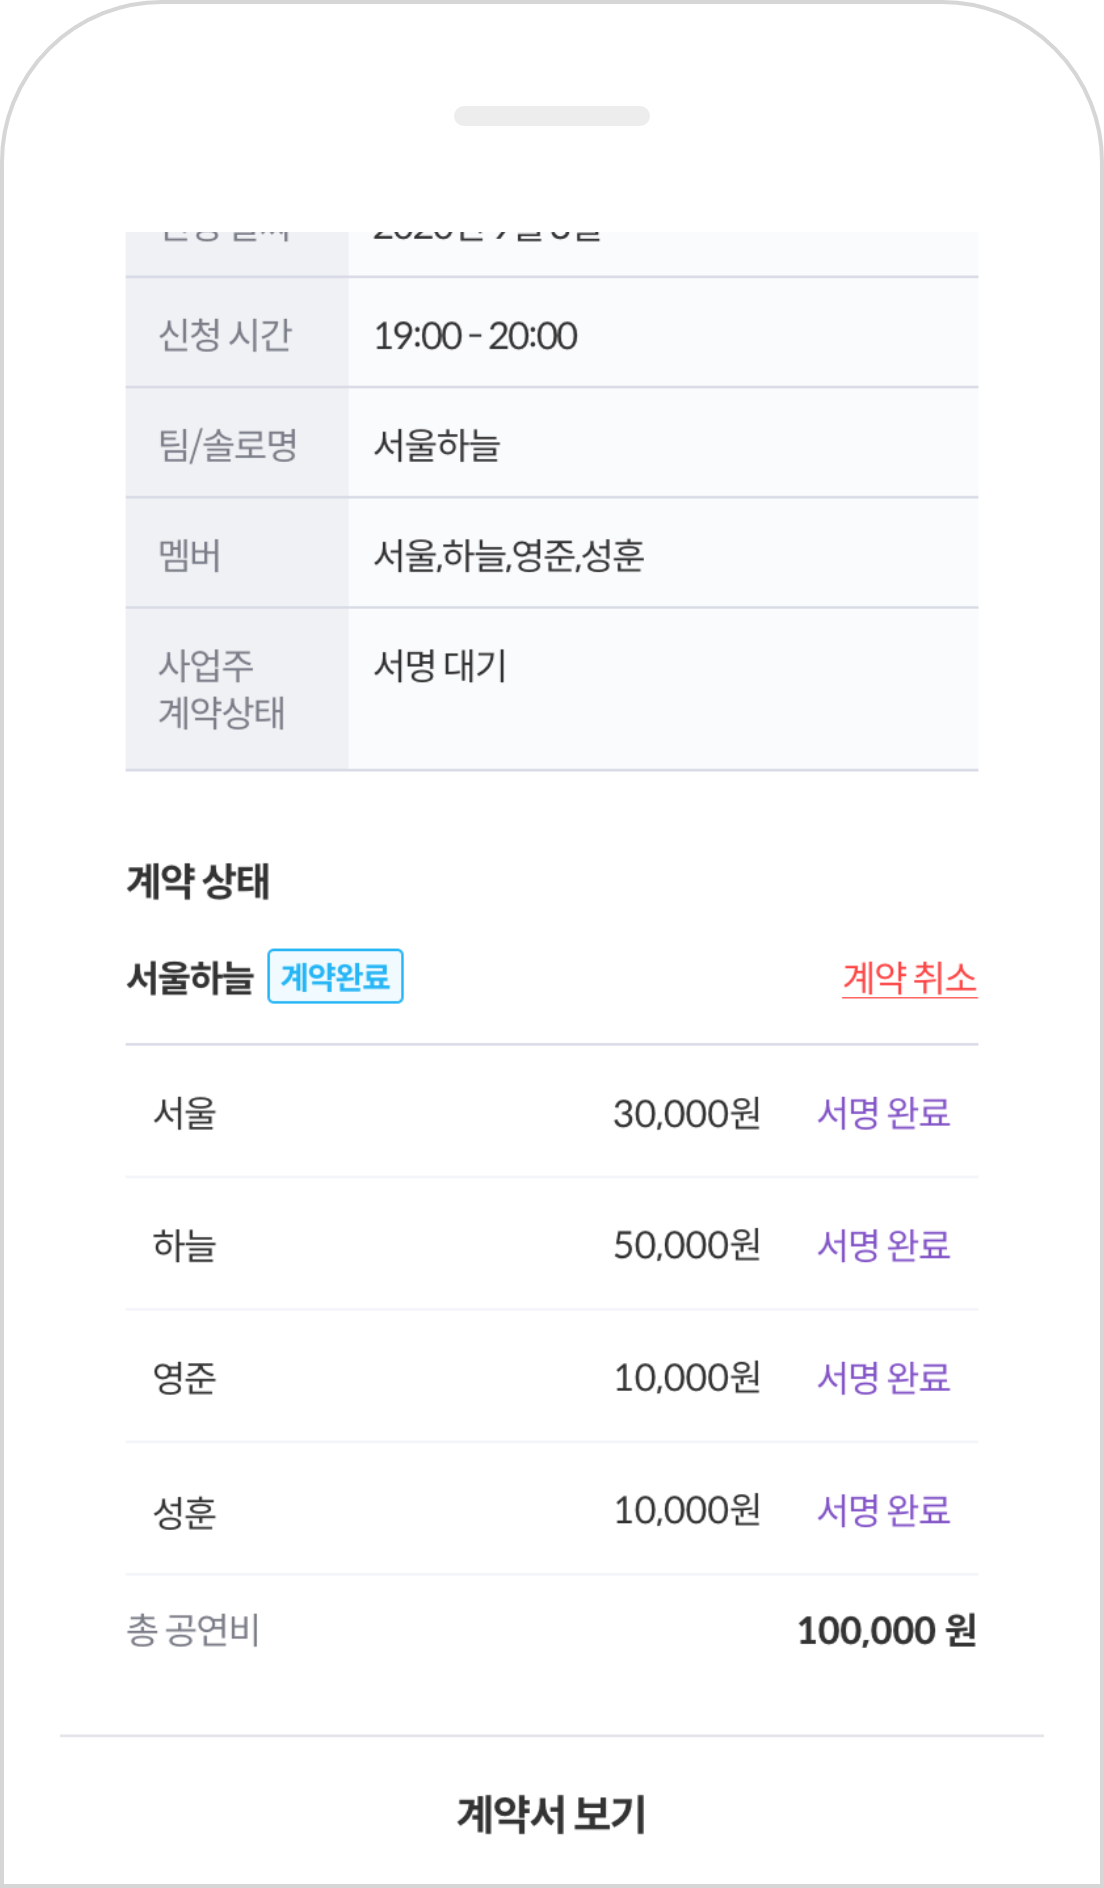 신청 시간 19:00 - 20:00
팀/솔로명 서울하늘
멤버 서울,하늘,영준,성훈
사업주 서명 대기
계약상태
계약 상태
서울하늘 계약완료 계약 취소
서울 30,000원 서명 완료
하늘 50,000원 서명 완료
영준 10,000원 서명 완료
성훈 10,000원 서명 완료
총 공연비 100,000 원
계약서 보기